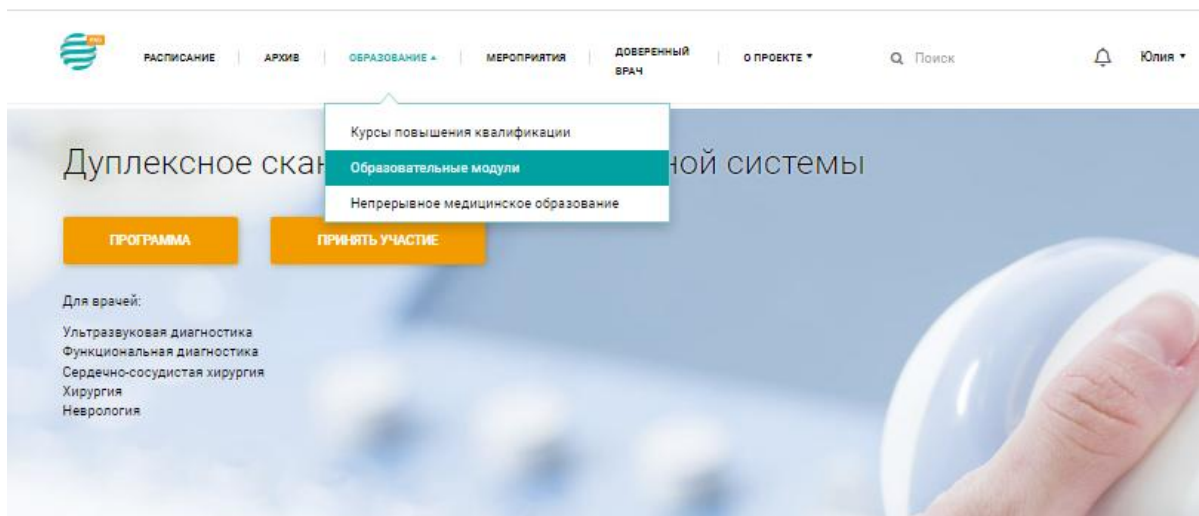 PRO
РАСПИСАНИЕ
АРХИВ
ОБРАЗОВАНИЕ
МЕРОПРИЯТИЯ
ДОВЕРЕННЫЙ
ВРАЧ
О ПРОЕКТЕ
Поиск
Юлия
Курсы повышения квалификации
Дуплексное
Образовательные модули
ной системы
Непрерывное медицинское образование
ПРОГРАММА
ПРИНЯТЬ УЧАСТИЕ
Для врачей:
Ультразвуковая диагностика
Функциональная диагностика
Сердечно-сосудистая хирургия
Хирургия
Неврология